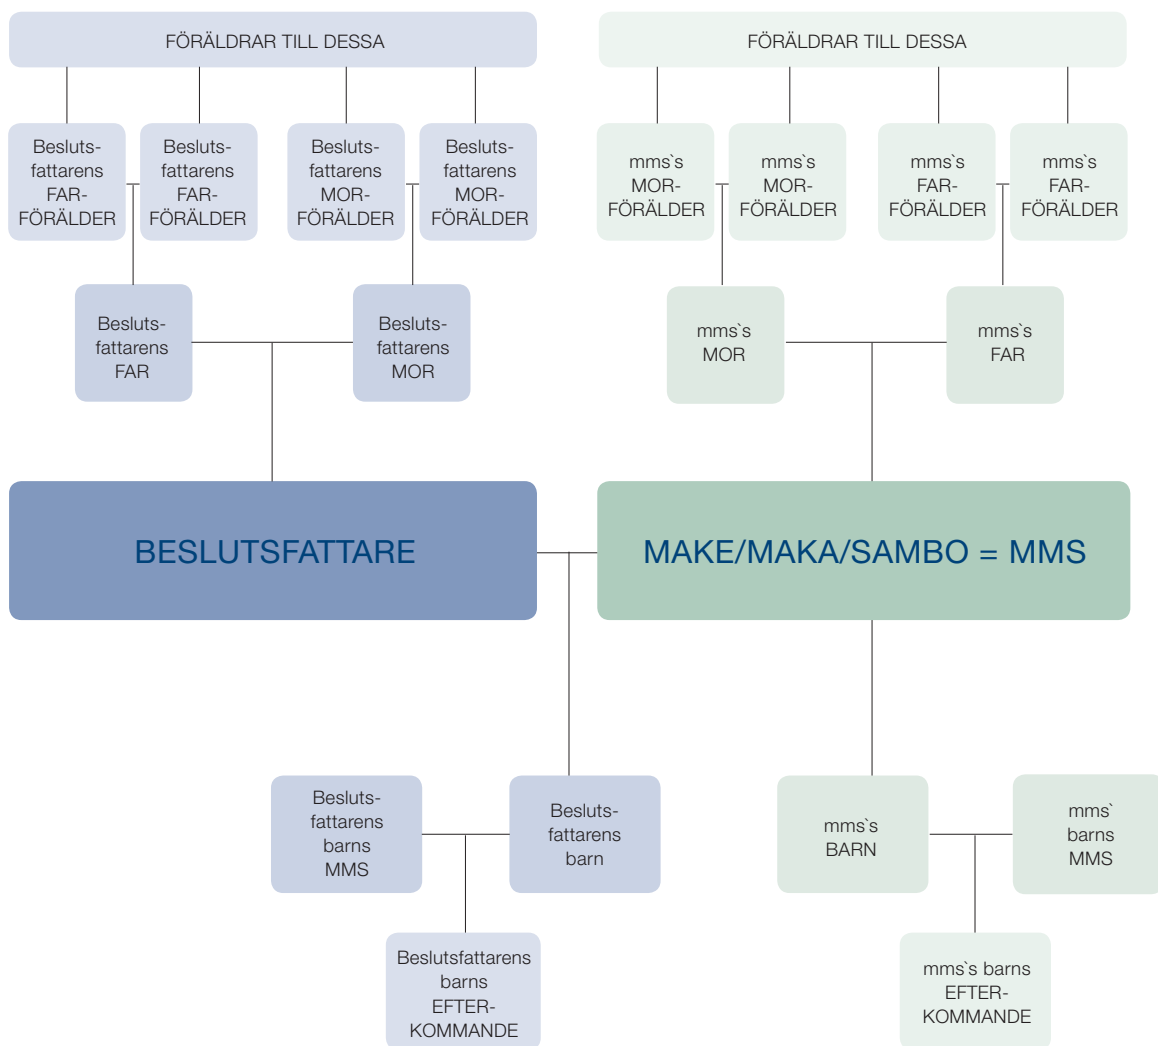 FÖRÄLDRAR TILL DESSA
FÖRÄLDRAR TILL DESSA
Besluts-
fattarens
FAR-
FÖRÄLDER
Besluts-
fattarens
FAR-
FÖRÄLDER
Besluts-
fattarens
MOR-
FÖRÄLDER
Besluts-
fattarens
MOR-
FÖRÄLDER
mms`s
MOR-
FÖRÄLDER
mms`s
MOR-
FÖRÄLDER
mms`s
FAR-
FÖRÄLDER
mms`s
FAR-
FÖRÄLDER
Besluts-
fattarens
FAR
Besluts-
fattarens
MOR
mms`s
MOR
mms`s
FAR
BESLUTSFATTARE
MAKE/MAKA/SAMBO = MMS
Besluts-
fattarens
barns
MMS
Besluts-
fattarens
barn
mms`s
BARN
mms`
barns
MMS
Beslutsfattarens
barns
EFTER-
KOMMANDE
mms`s barns
EFTER-
KOMMANDE